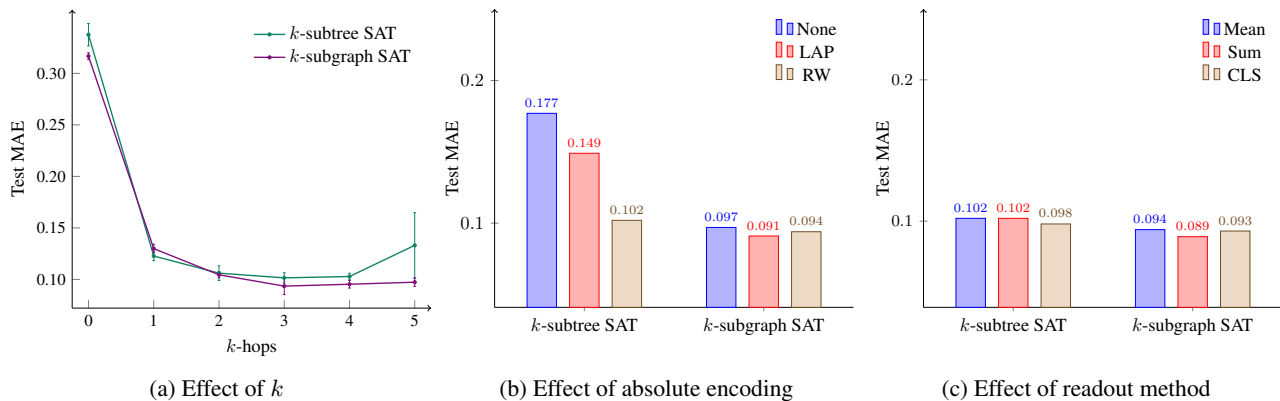 k-subtree SAT
k-subgraph SAT
0.30
0.25
0.20
0.15
0.10
Test MAE
0 1 2 3 4 5
k-hops
(a) Effect of k
None
LAP
RW
0.2
0.1
Test MAE
0.177
0.149
0.102
0.097
0.091
0.094
k-subtree SAT k-subgraph SAT
(b) Effect of absolute encoding
Mean
Sum
CLS
0.2
0.1
Test MAE
0.102
0.102
0.098
0.094
0.089
0.093
k-subtree SAT k-subgraph SAT
(c) Effect of readout method